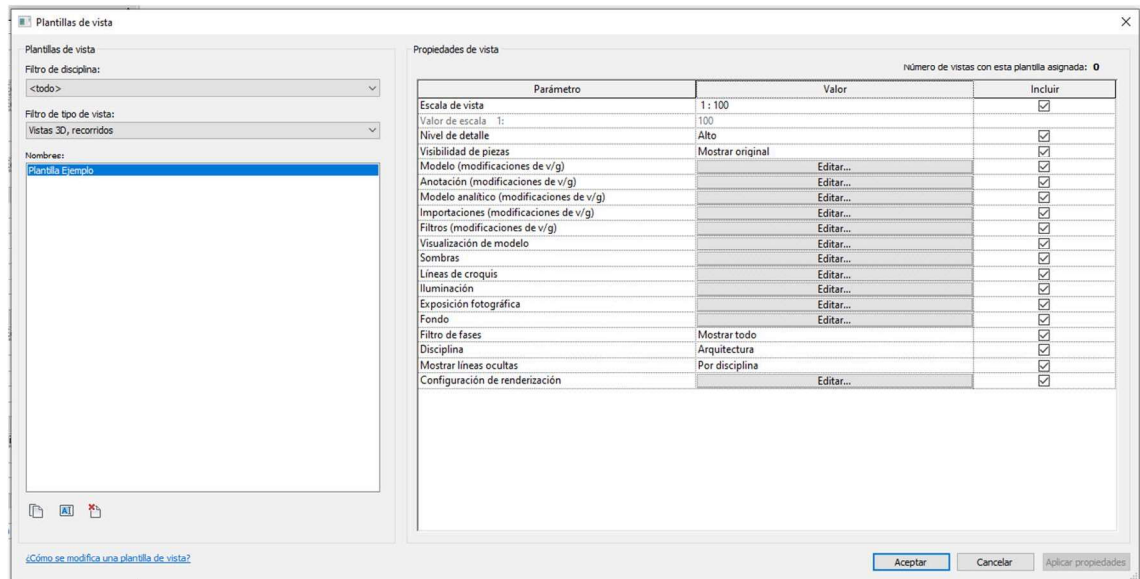 Plantillas de vista
Plantillas de vista
Filtro de disciplina:
<todo>
Filtro de tipo de vista:
Vistas 3D, recorridos
Nombres:
Plantilla Ejemplo
¿Cómo se modifica una plantilla de vista?
Propiedades de vista
Número de vistas con esta plantilla asignada: 0
Parámetro Valor Incluir
Escala de vista 1 : 100
Valor de escala 1: 100
Nivel de detalle Alto
Visibilidad de piezas Mostrar original
Modelo (modificaciones de v/g) Editar...
Anotación (modificaciones de v/g) Editar...
Modelo analítico (modificaciones de v/g) Editar...
Importaciones (modificaciones de v/g) Editar...
Filtros (modificaciones de v/g) Editar...
Visualización de modelo Editar...
Sombras Editar...
Líneas de croquis Editar...
Iluminación Editar...
Exposición fotográfica Editar...
Fondo Editar...
Filtro de fases Mostrar todo
Disciplina Arquitectura
Mostrar líneas ocultas Por disciplina
Configuración de renderización Editar...
Aceptar Cancelar Aplicar propiedades